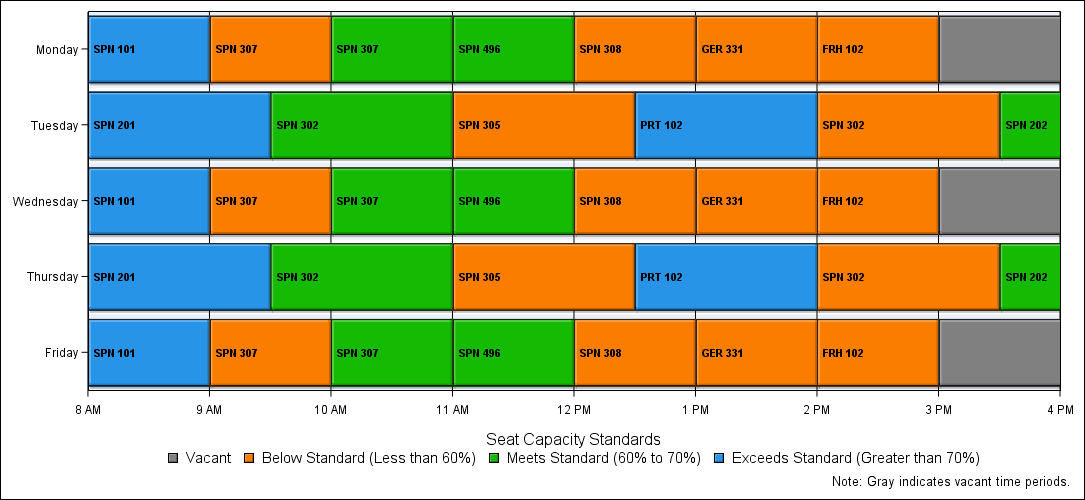 Monday SPN 101 SPN 307 SPN 307 SPN 496 SPN 308 GER 331 FRH 102
Tuesday SPN 201 SPN 302 SPN 305 PRT 102 SPN 302 SPN 202
Wednesday SPN 101 SPN 307 SPN 307 SPN 496 SPN 308 GER 331 FRH 102
Thursday SPN 201 SPN 302 SPN 305 PRT 102 SPN 302 SPN 202
Friday SPN 101 SPN 307 SPN 307 SPN 496 SPN 308 GER 331 FRH 102
8 AM 9 AM 10 AM 11 AM 12 PM 1 PM 2 PM 3 PM 4 PM
Seat Capacity Standards
Vacant Below Standard (Less than 60%) Meets Standard (60% to 70%) Exceeds Standard (Greater than 70%)
Note: Gray indicates vacant time periods.